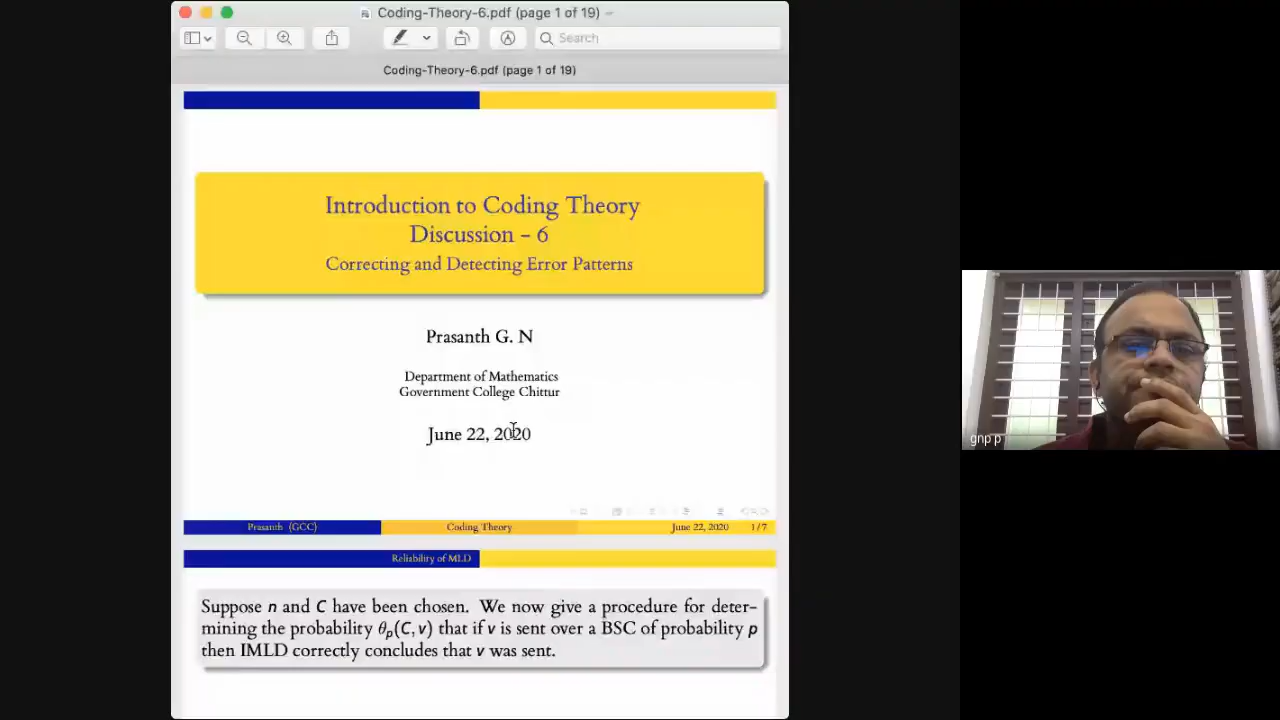 Coding-Theory-6.pdf (page 1 of 19)
Search
Coding-Theory-6.pdf (page 1 of 19)
Introduction to Coding Theory
Discussion - 6
Correcting and Detecting Error Patterns
Prasanth G. N
Department of Mathematics
Government College Chittur
June 22, 2020
Prasanth (GCC) Coding Theory June 22, 2020 1/7
Reliability of MLD
Suppose n and C have been chosen. We now give a procedure for deter-
mining the probability θp(C, v) that if v is sent over a BSC of probability p
then IMLD correctly concludes that v was sent.
gnp p